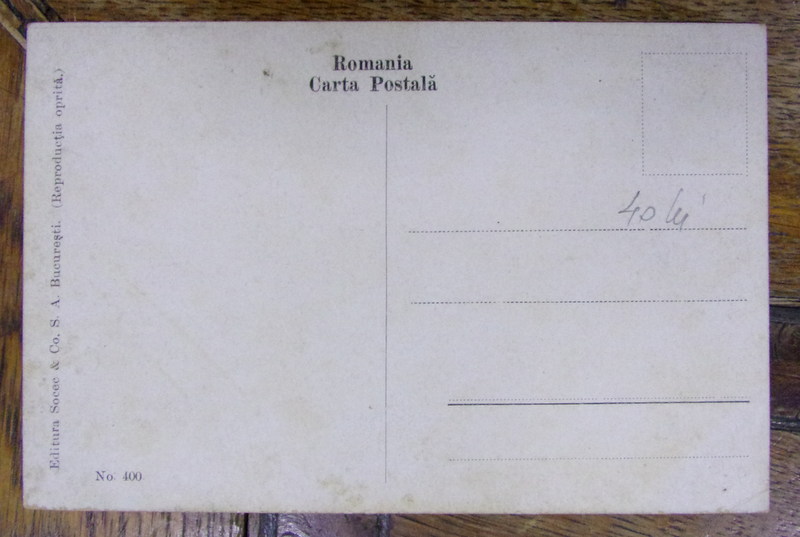 Romania
Carta Postală
Editura Socec & Co. S. A. Bucureşti. (Reproducţia oprită.)
40 lei
No. 400